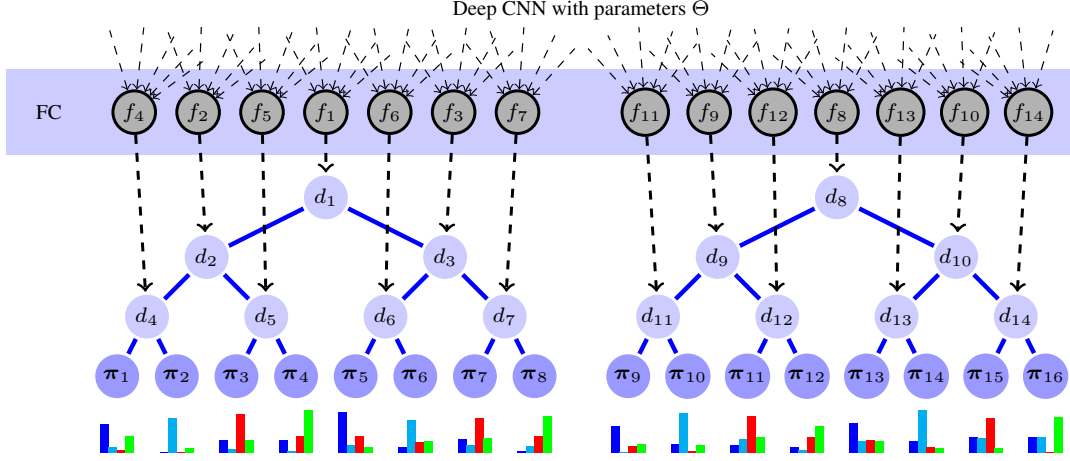 Deep CNN with parameters Θ
FC f4 f2 f5 f1 f6 f3 f7 f11 f9 f12 f8 f13 f10 f14
d1 d8
d2 d3 d9 d10
d4 d5 d6 d7 d11 d12 d13 d14
π1 π2 π3 π4 π5 π6 π7 π8 π9 π10 π11 π12 π13 π14 π15 π16